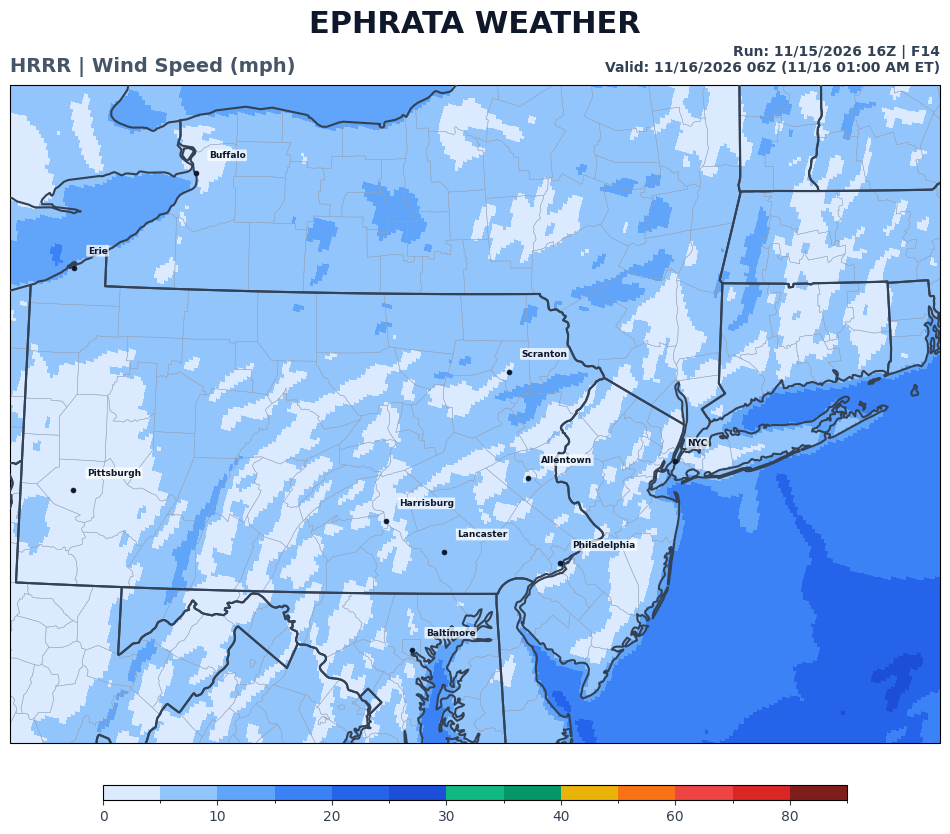 EPHRATA WEATHER
HRRR | Wind Speed (mph)
Run: 11/15/2026 16Z | F14
Valid: 11/16/2026 06Z (11/16 01:00 AM ET)
Buffalo
Erie
Scranton
NYC
Allentown
Pittsburgh
Harrisburg
Lancaster
Philadelphia
Baltimore
0 10 20 30 40 50 60 70 80